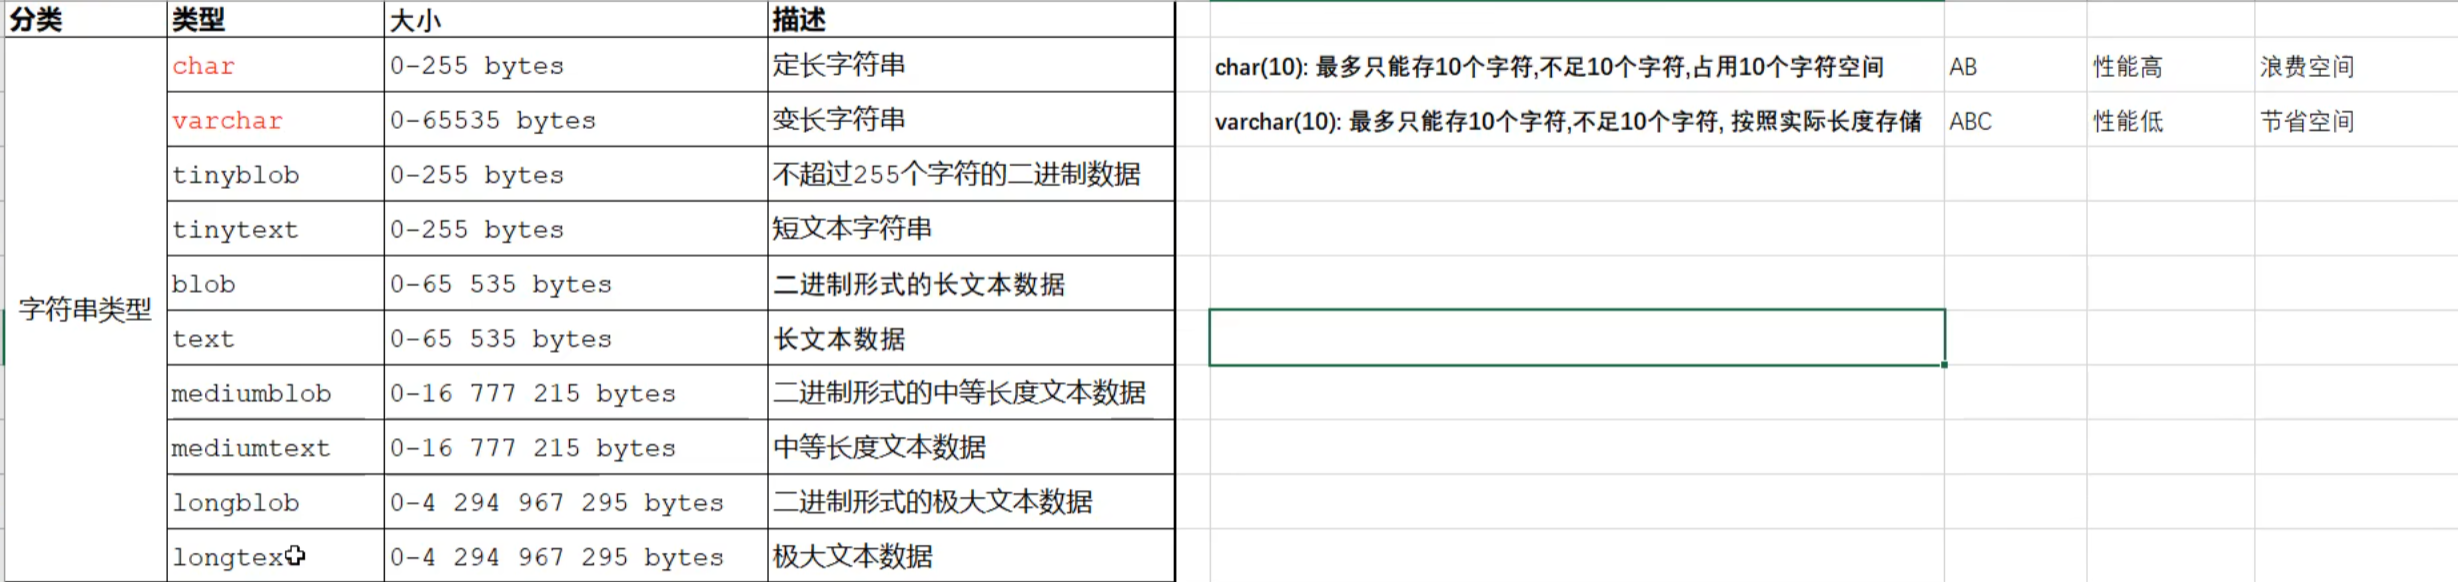 分类 类型 大小 描述
char 0-255 bytes 定长字符串 char(10): 最多只能存10个字符,不足10个字符,占用10个字符空间 AB 性能高 浪费空间
varchar 0-65535 bytes 变长字符串 varchar(10): 最多只能存10个字符,不足10个字符, 按照实际长度存储 ABC 性能低 节省空间
tinyblob 0-255 bytes 不超过255个字符的二进制数据
tinytext 0-255 bytes 短文本字符串
blob 0-65 535 bytes 二进制形式的长文本数据
字符串类型
text 0-65 535 bytes 长文本数据
mediumblob 0-16 777 215 bytes 二进制形式的中等长度文本数据
mediumtext 0-16 777 215 bytes 中等长度文本数据
longblob 0-4 294 967 295 bytes 二进制形式的极大文本数据
longtex 0-4 294 967 295 bytes 极大文本数据